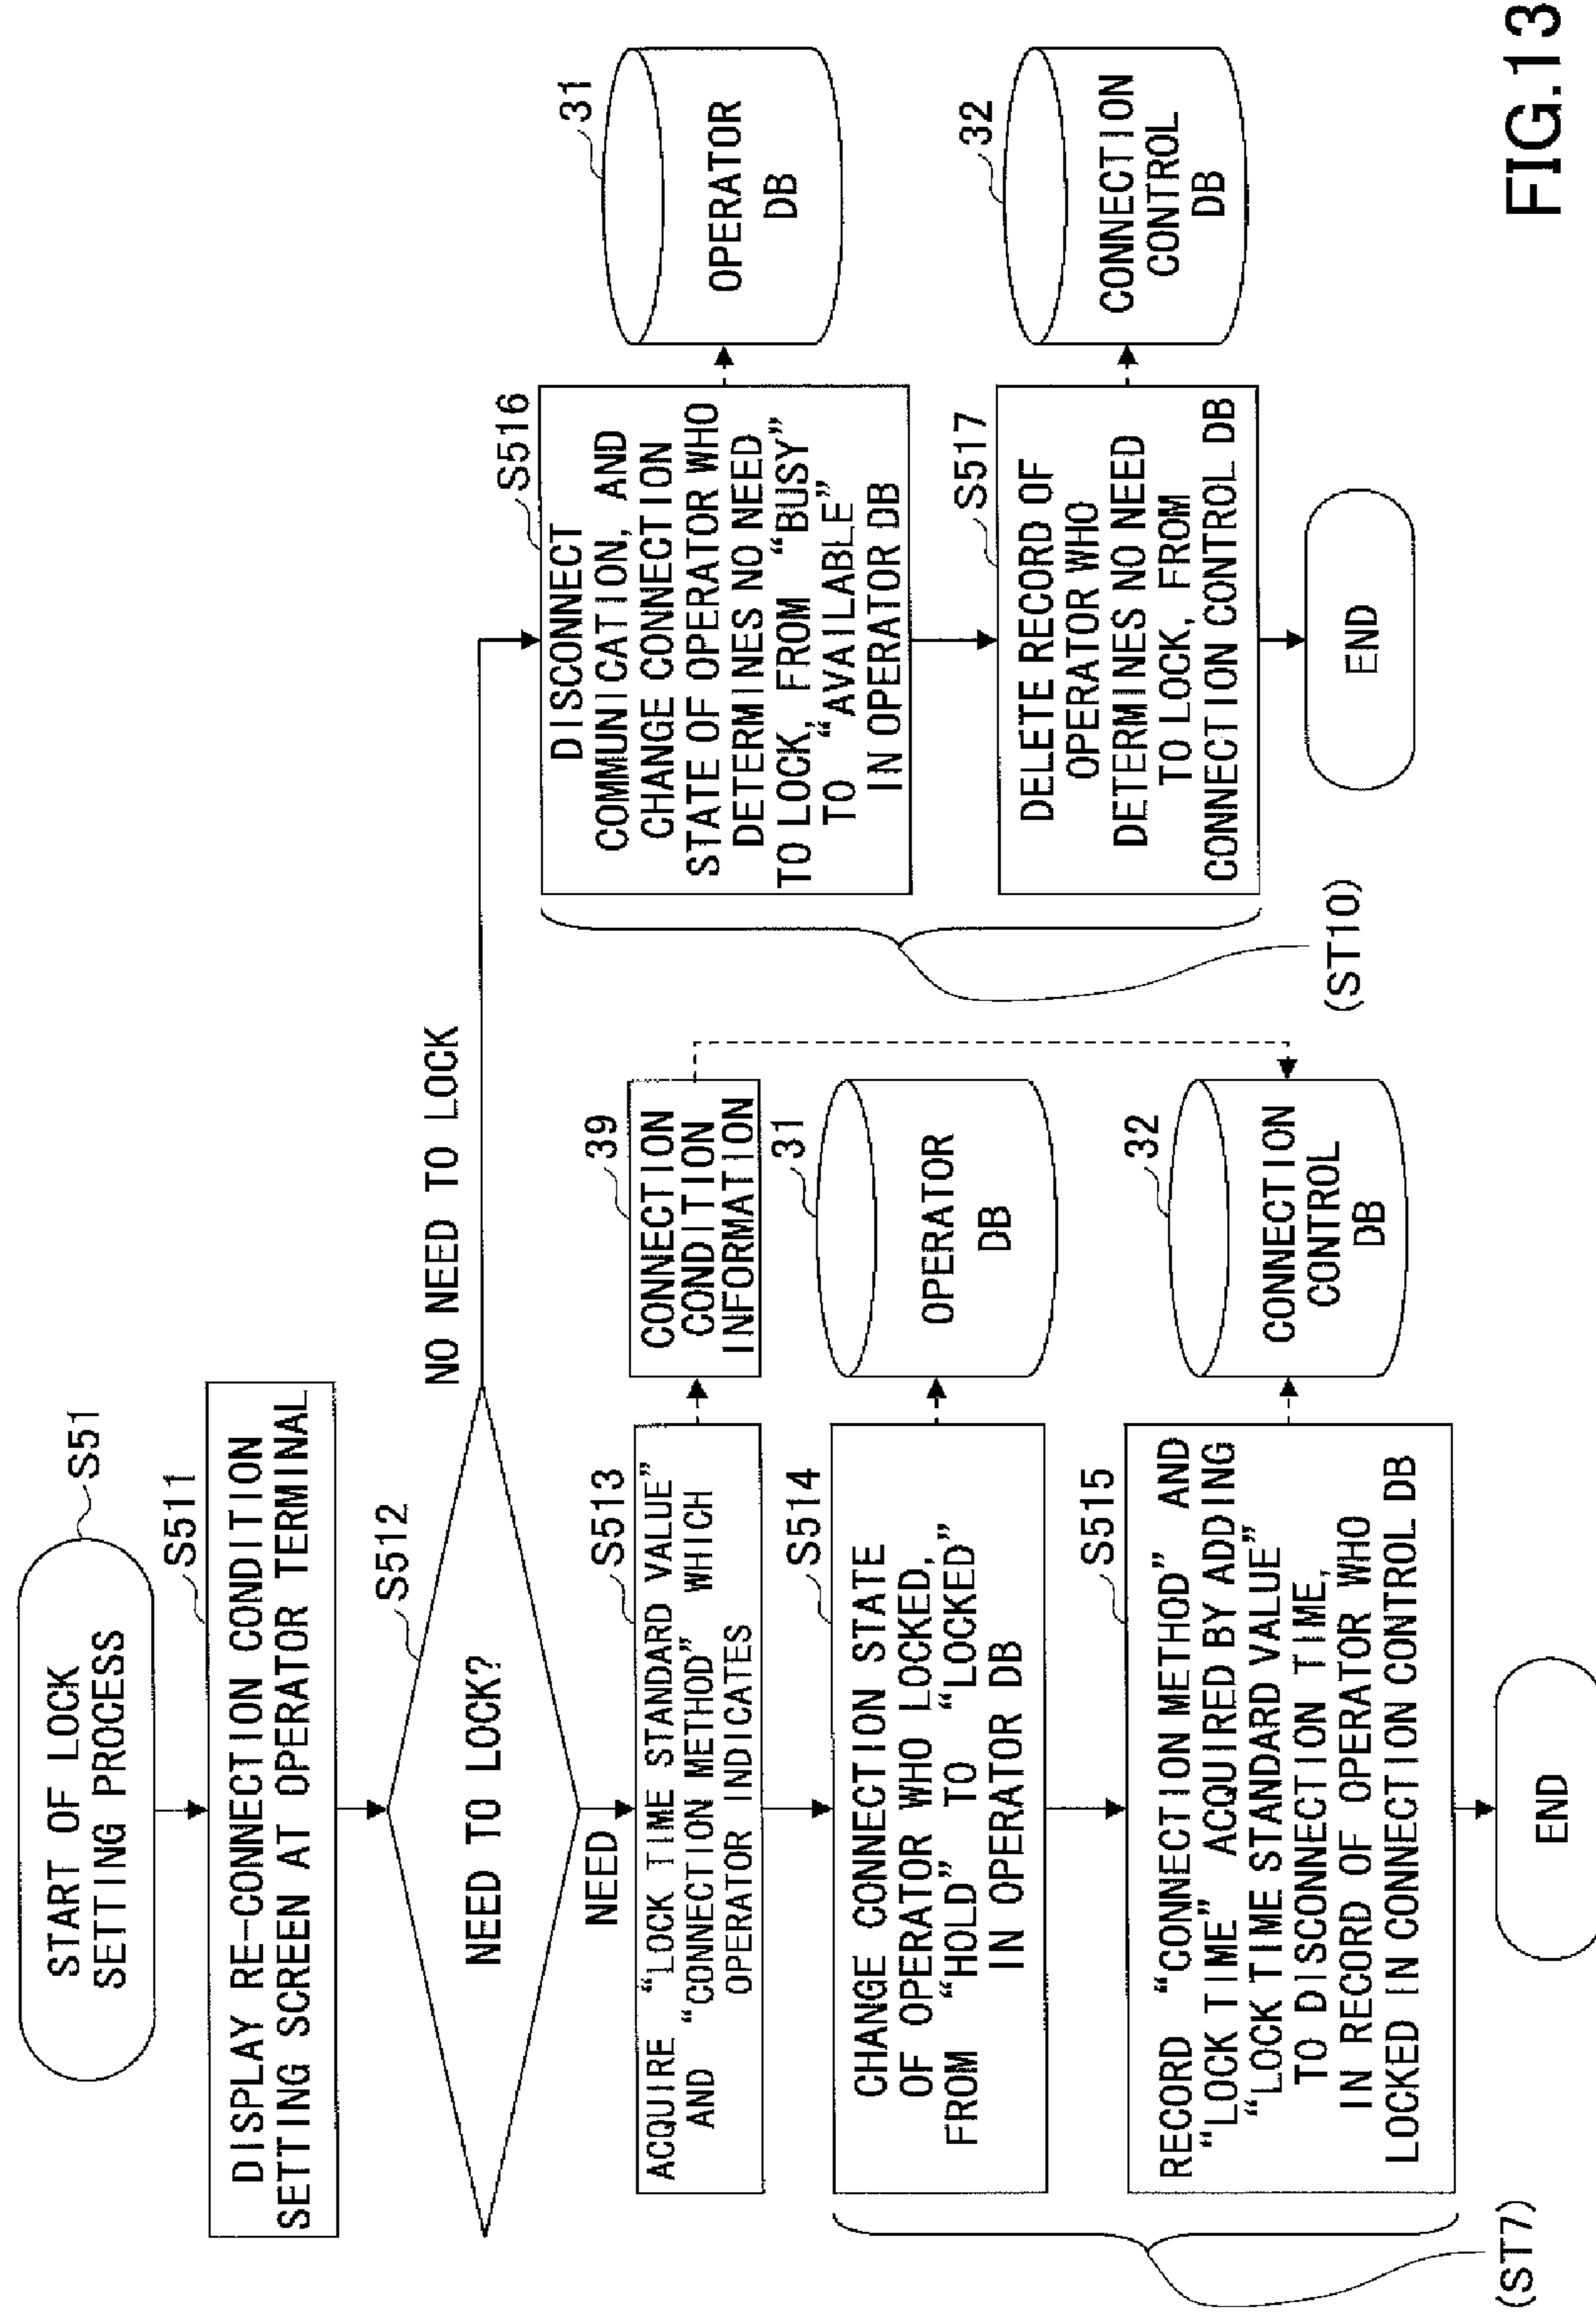 START OF LOCK
SETTING PROCESS
S51
S511
DISPLAY RE-CONNECTION CONDITION
SETTING SCREEN AT OPERATOR TERMINAL
S512
NEED TO LOCK?
NO NEED TO LOCK
NEED
S513
ACQUIRE “LOCK TIME STANDARD VALUE”
AND “CONNECTION METHOD” WHICH
OPERATOR INDICATES
39
CONNECTION
CONDITION
INFORMATION
S514
CHANGE CONNECTION STATE
OF OPERATOR WHO LOCKED,
FROM “HOLD” TO “LOCKED”
IN OPERATOR DB
31
OPERATOR
DB
S515
RECORD “CONNECTION METHOD” AND
“LOCK TIME” ACQUIRED BY ADDING
“LOCK TIME STANDARD VALUE”
TO DISCONNECTION TIME,
IN RECORD OF OPERATOR WHO
LOCKED IN CONNECTION CONTROL DB
32
CONNECTION
CONTROL
DB
(ST7)
END
S516
DISCONNECT
COMMUNICATION, AND
CHANGE CONNECTION
STATE OF OPERATOR WHO
DETERMINES NO NEED
TO LOCK, FROM “BUSY”
TO “AVAILABLE”
IN OPERATOR DB
31
OPERATOR
DB
S517
DELETE RECORD OF
OPERATOR WHO
DETERMINES NO NEED
TO LOCK, FROM
CONNECTION CONTROL DB
32
CONNECTION
CONTROL
DB
(ST10)
END
FIG.13